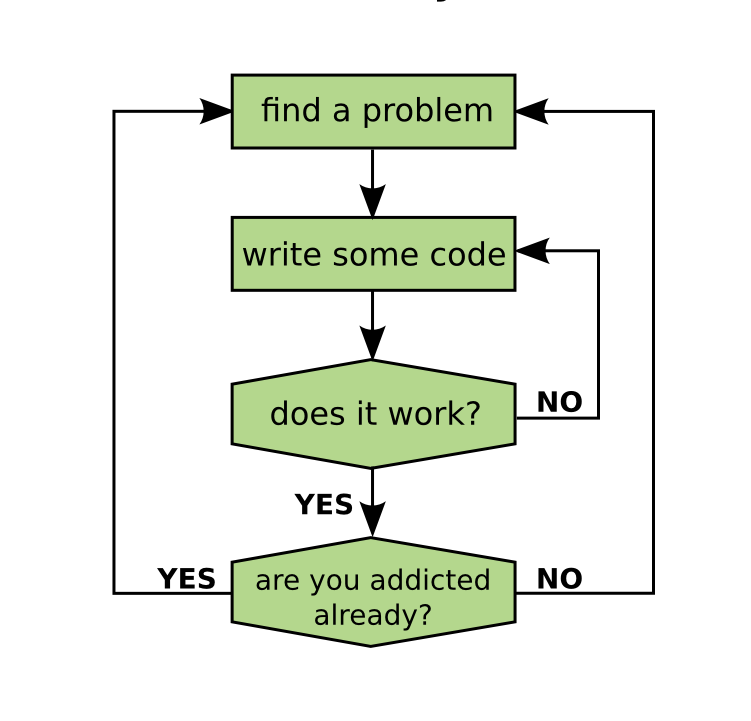 find a problem
write some code
does it work?
NO
YES
YES
are you addicted
already?
NO